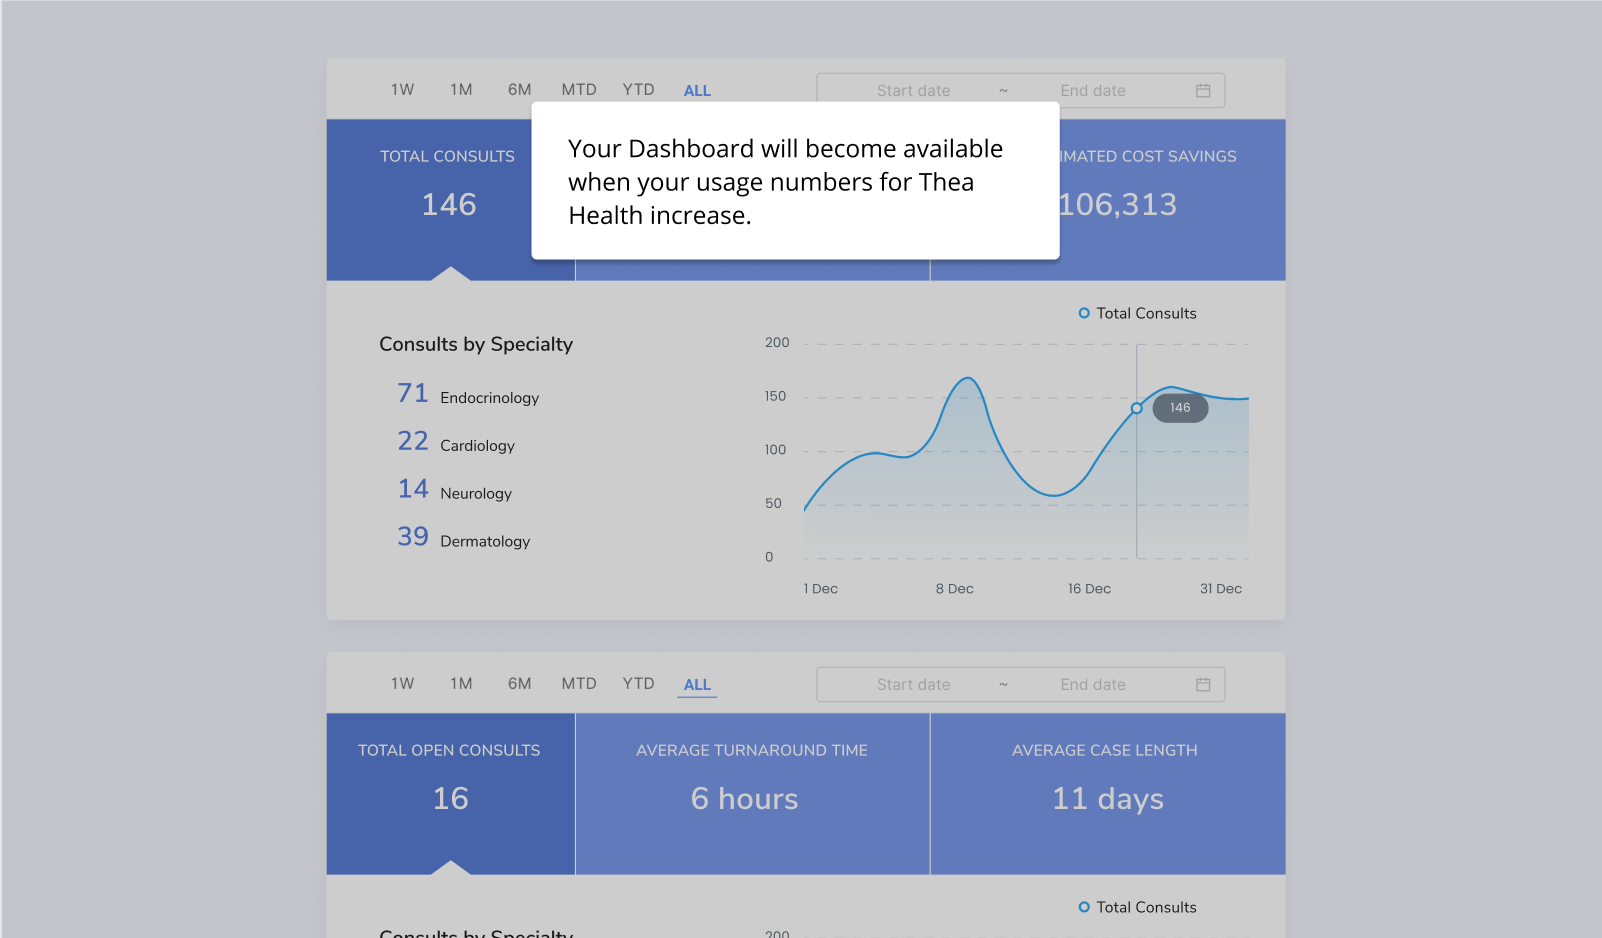 1W 1M 6M MTD YTD ALL Start date ~ End date
Your Dashboard will become available
when your usage numbers for Thea
Health increase.
TOTAL CONSULTS
146
IMATED COST SAVINGS
106,313
Total Consults
Consults by Specialty
71 Endocrinology
22 Cardiology
14 Neurology
39 Dermatology
200
150
100
50
0
146
1 Dec 8 Dec 16 Dec 31 Dec
1W 1M 6M MTD YTD ALL Start date ~ End date
TOTAL OPEN CONSULTS
16
AVERAGE TURNAROUND TIME
6 hours
AVERAGE CASE LENGTH
11 days
Total Consults
Consults by Specialty
200